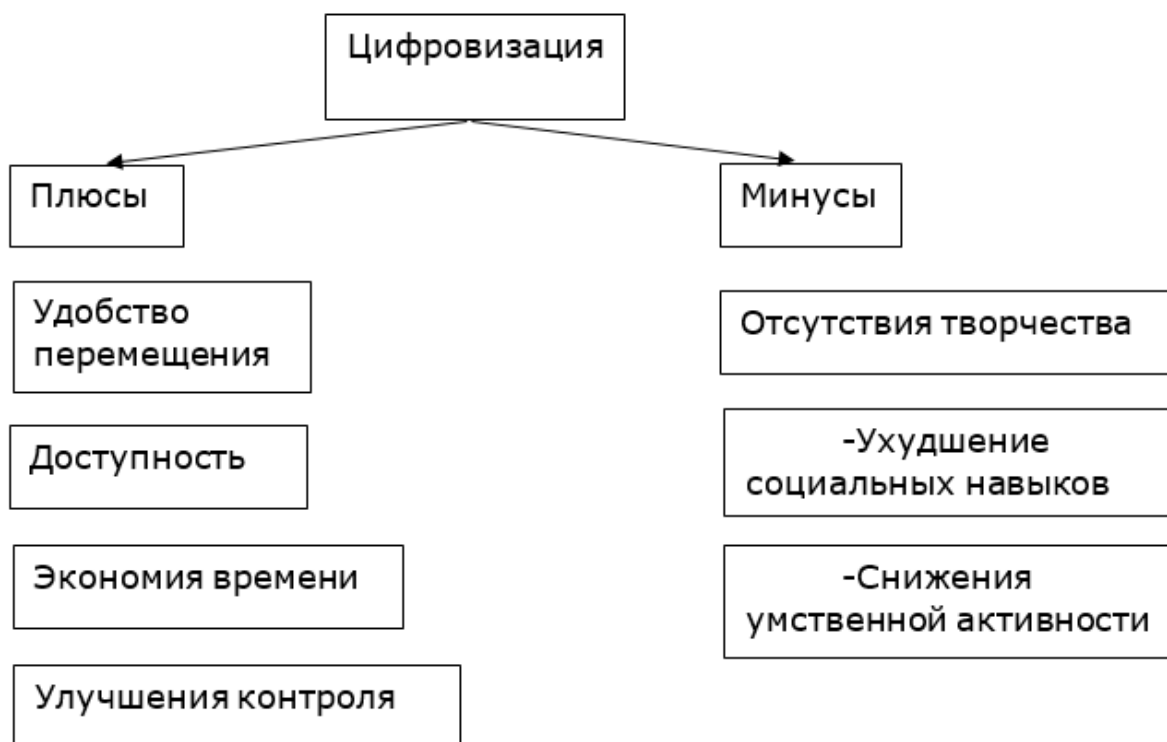 Цифровизация
Плюсы
Минусы
Удобство
перемещения
Доступность
Экономия времени
Улучшения контроля
Отсутствия творчества
-Ухудшение
социальных навыков
-Снижения
умственной активности